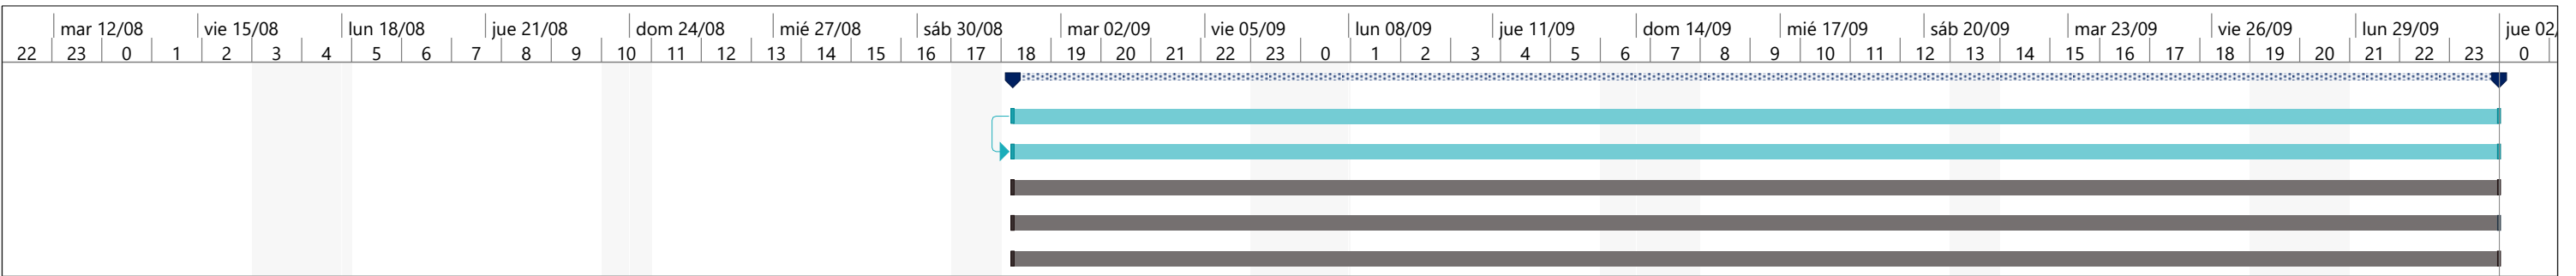 mar 12/08 vie 15/08 lun 18/08 jue 21/08 dom 24/08 mié 27/08 sáb 30/08 mar 02/09 vie 05/09 lun 08/09 jue 11/09 dom 14/09 mié 17/09 sáb 20/09 mar 23/09 vie 26/09 lun 29/09 jue 02/
22 23 0 1 2 3 4 5 6 7 8 9 10 11 12 13 14 15 16 17 18 19 20 21 22 23 0 1 2 3 4 5 6 7 8 9 10 11 12 13 14 15 16 17 18 19 20 21 22 23 0